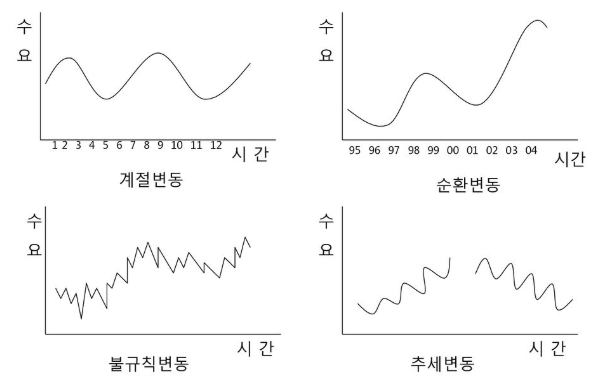 수
요
1 2 3 4 5 6 7 8 9 10 11 12
시 간
계절변동
수
요
95 96 97 98 99 00 01 02 03 04
시간
순환변동
수
요
시 간
불규칙변동
수
요
시 간
추세변동